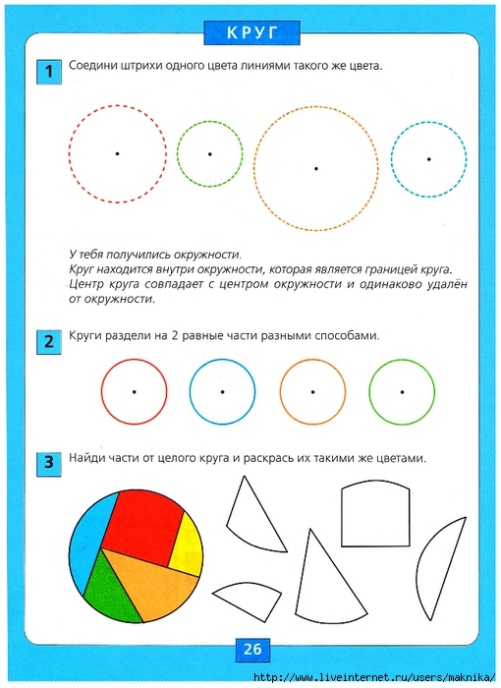 КРУГ
1 Соедини штрихи одного цвета линиями такого же цвета.
У тебя получились окружности.
Круг находится внутри окружности, которая является границей круга.
Центр круга совпадает с центром окружности и одинаково удалён
от окружности.
2 Круги раздели на 2 равные части разными способами.
3 Найди части от целого круга и раскрась их такими же цветами.
26
http://www.liveinternet.ru/users/maknika/